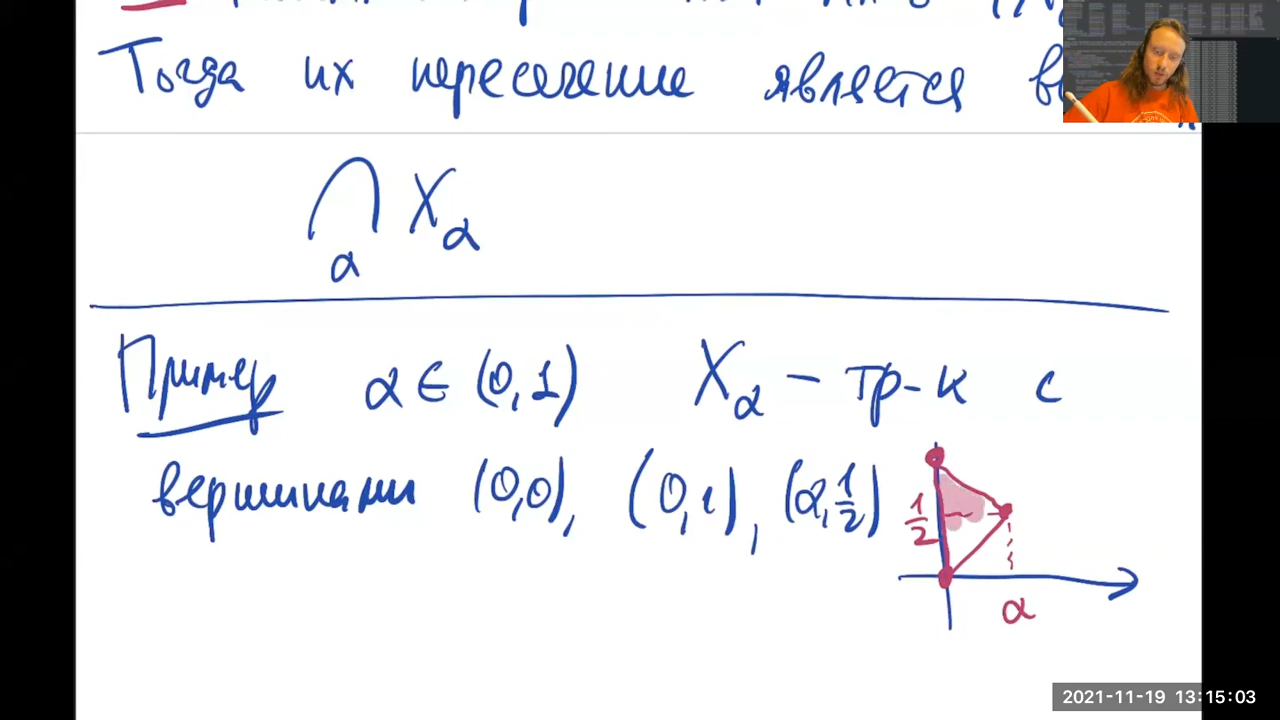 Тогда их пересечение является
⋂ X_α
α
Пример α ∈ (0, 1) X_α – тр-к с
вершинами (0,0), (0,1), (α, 1/2)
1/2
α
2021-11-19 13:15:03